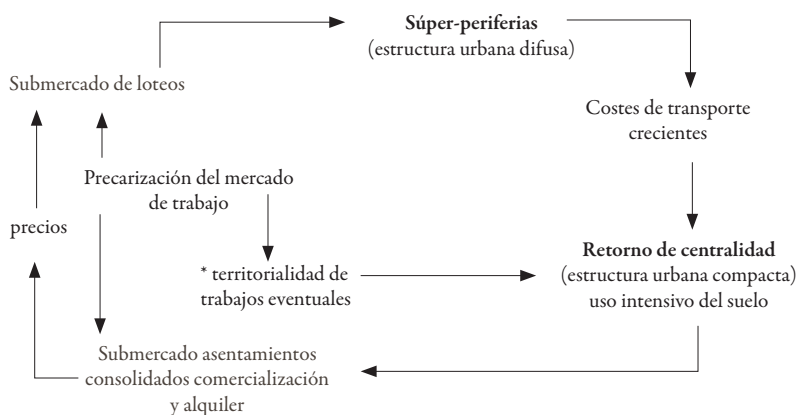 Súper-periferias
(estructura urbana difusa)
Submercado de loteos
Costes de transporte
crecientes
Precarización del mercado
de trabajo
precios
* territorialidad de
trabajos eventuales
Retorno de centralidad
(estructura urbana compacta)
uso intensivo del suelo
Submercado asentamientos
consolidados comercialización
y alquiler